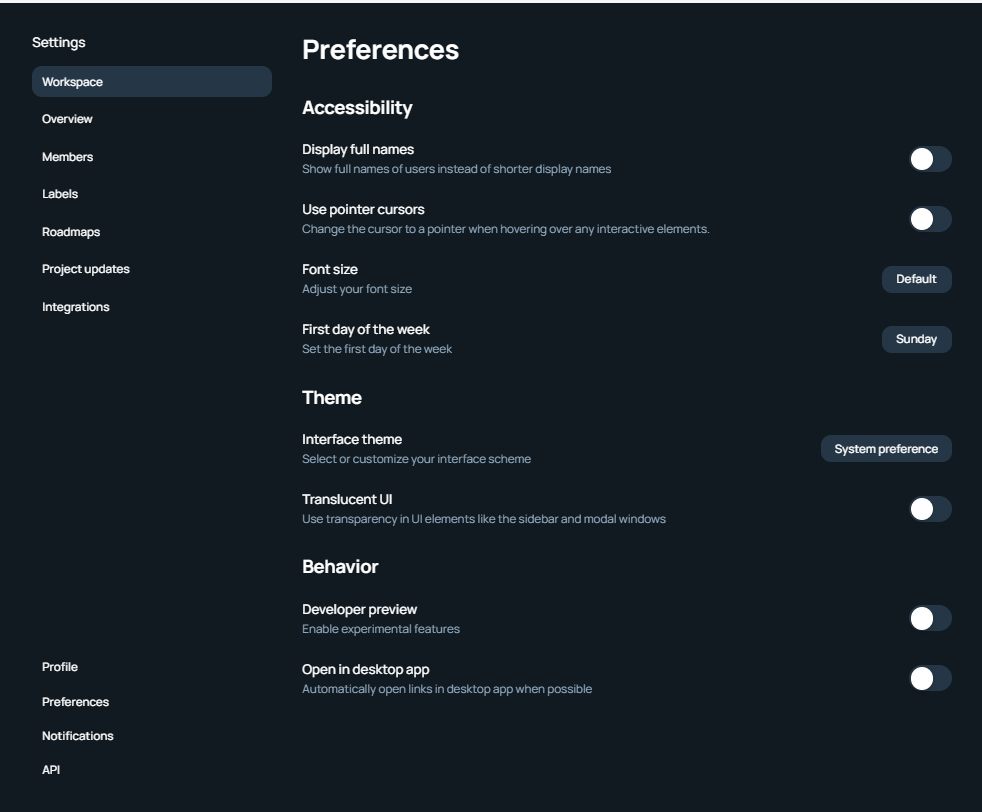 Settings
Workspace
Overview
Members
Labels
Roadmaps
Project updates
Integrations
Profile
Preferences
Notifications
API
Preferences
Accessibility
Display full names
Show full names of users instead of shorter display names
Use pointer cursors
Change the cursor to a pointer when hovering over any interactive elements.
Font size
Adjust your font size
Default
First day of the week
Set the first day of the week
Sunday
Theme
Interface theme
Select or customize your interface scheme
System preference
Translucent UI
Use transparency in UI elements like the sidebar and modal windows
Behavior
Developer preview
Enable experimental features
Open in desktop app
Automatically open links in desktop app when possible